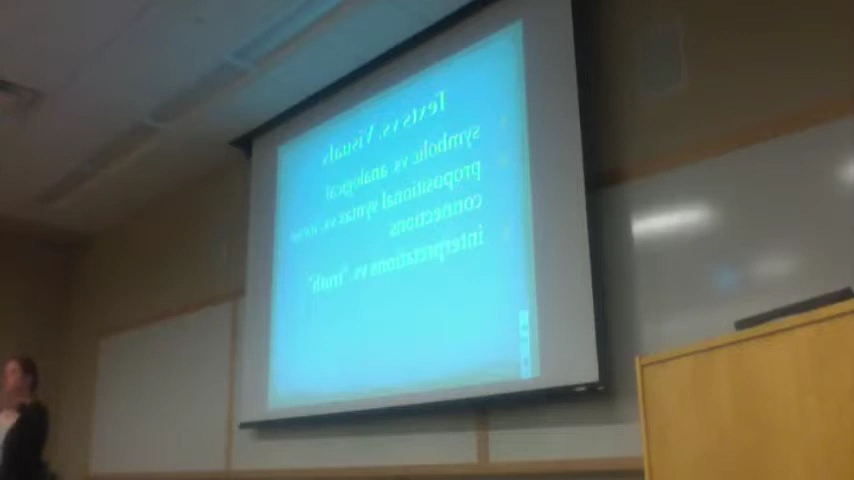 Texts vs. Visuals
symbolic vs. analogical
propositional syntax vs.
connections
interpretations vs. "truth"